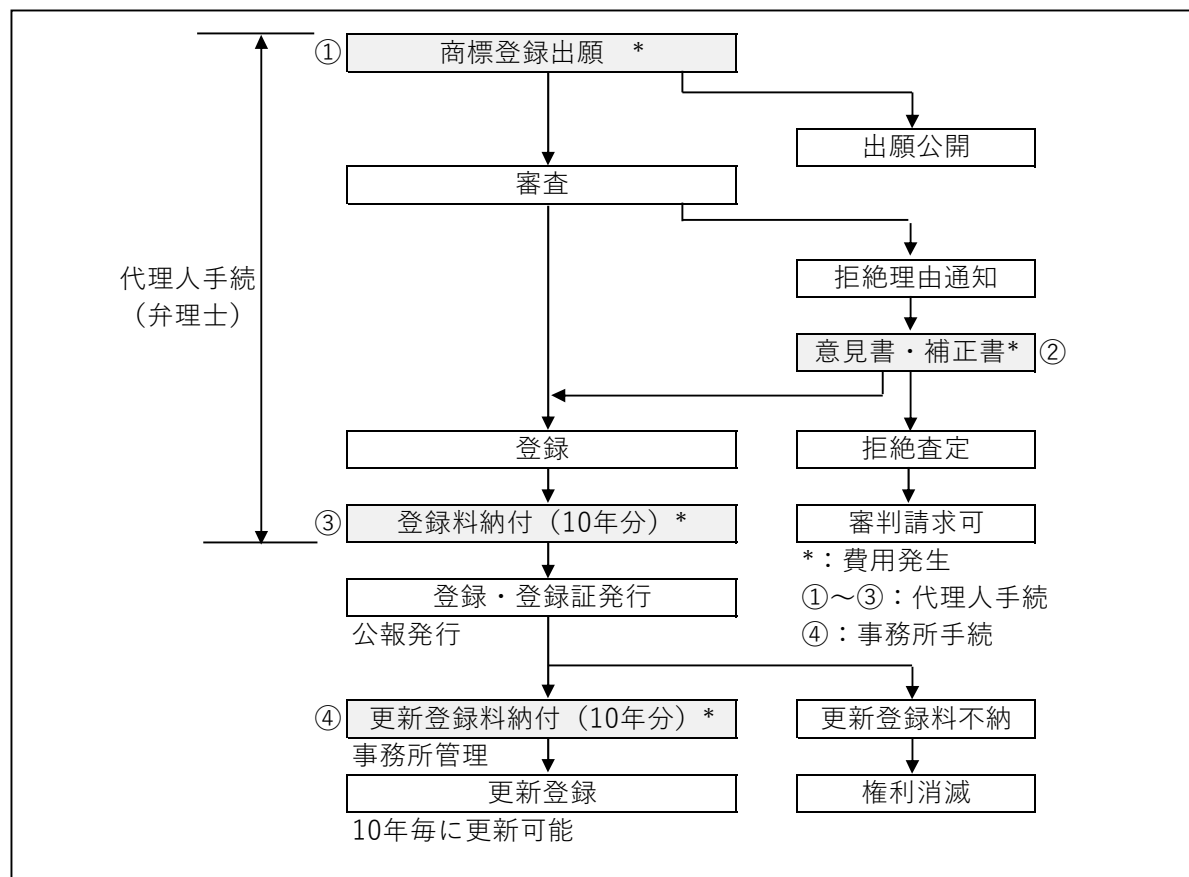 ① 商標登録出願 *
出願公開
審査
代理人手続
（弁理士）
拒絶理由通知
意見書・補正書* ②
登録
拒絶査定
③ 登録料納付（10年分）*
審判請求可
*：費用発生
登録・登録証発行
①～③：代理人手続
公報発行
④：事務所手続
④ 更新登録料納付（10年分）*
更新登録料不納
事務所管理
更新登録
権利消滅
10年毎に更新可能